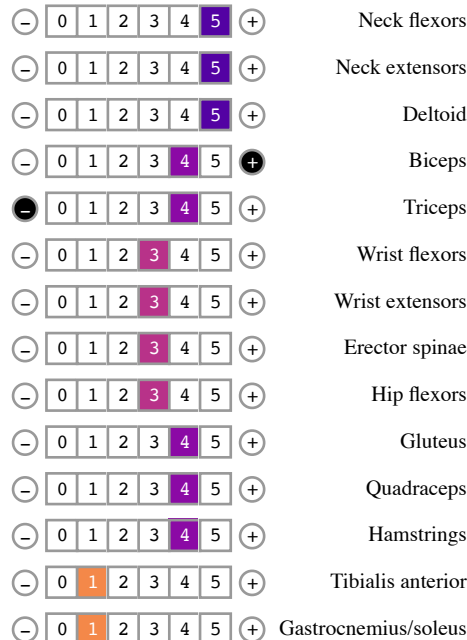 − 0 1 2 3 4 5 + Neck flexors
− 0 1 2 3 4 5 + Neck extensors
− 0 1 2 3 4 5 + Deltoid
− 0 1 2 3 4 5 + Biceps
− 0 1 2 3 4 5 + Triceps
− 0 1 2 3 4 5 + Wrist flexors
− 0 1 2 3 4 5 + Wrist extensors
− 0 1 2 3 4 5 + Erector spinae
− 0 1 2 3 4 5 + Hip flexors
− 0 1 2 3 4 5 + Gluteus
− 0 1 2 3 4 5 + Quadraceps
− 0 1 2 3 4 5 + Hamstrings
− 0 1 2 3 4 5 + Tibialis anterior
− 0 1 2 3 4 5 + Gastrocnemius/soleus